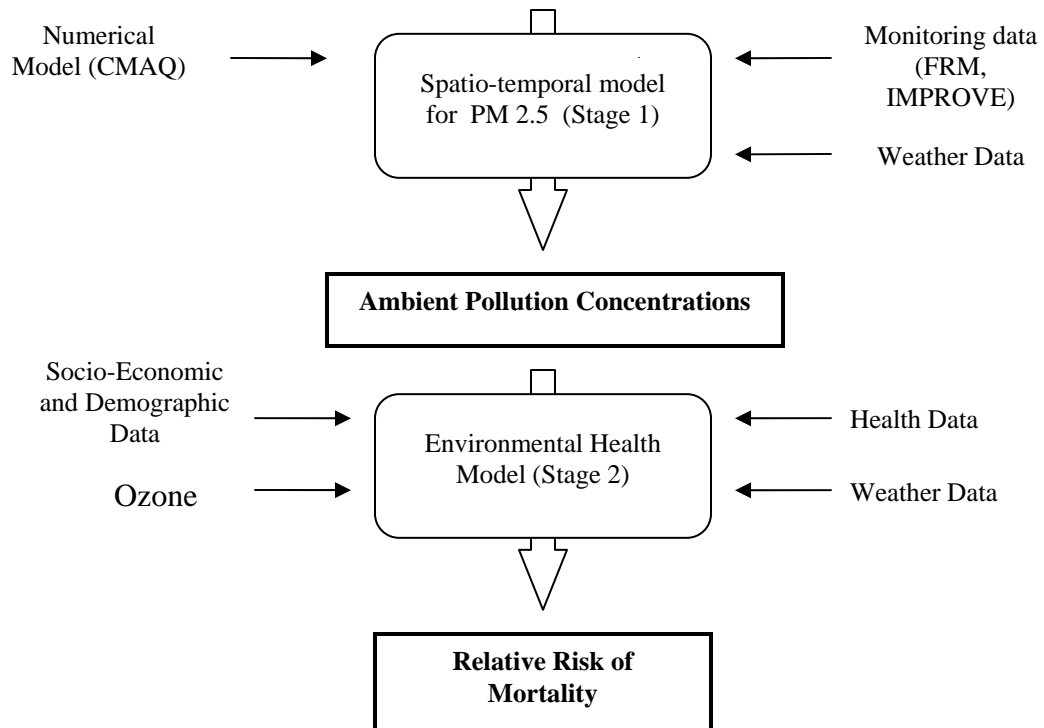 Numerical
Model (CMAQ)
Spatio-temporal model
for PM 2.5 (Stage 1)
Monitoring data
(FRM,
IMPROVE)
Weather Data
Ambient Pollution Concentrations
Socio-Economic
and Demographic
Data
Ozone
Environmental Health
Model (Stage 2)
Health Data
Weather Data
Relative Risk of
Mortality